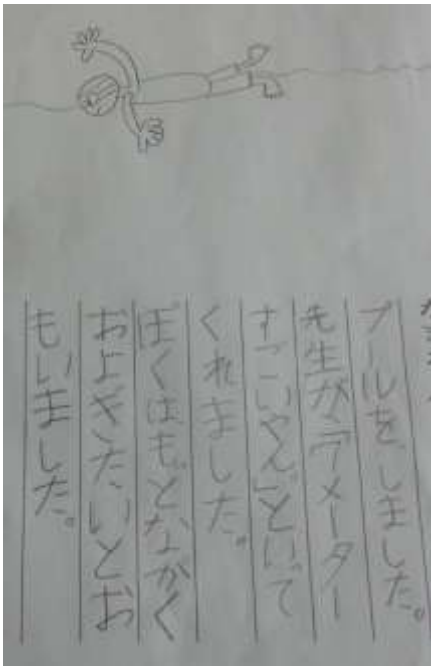 プールを、しました。
先生が、「7メーター
すごいやん」といって
くれました。
ぼくはもっとながく
およぎたいとお
もいました。